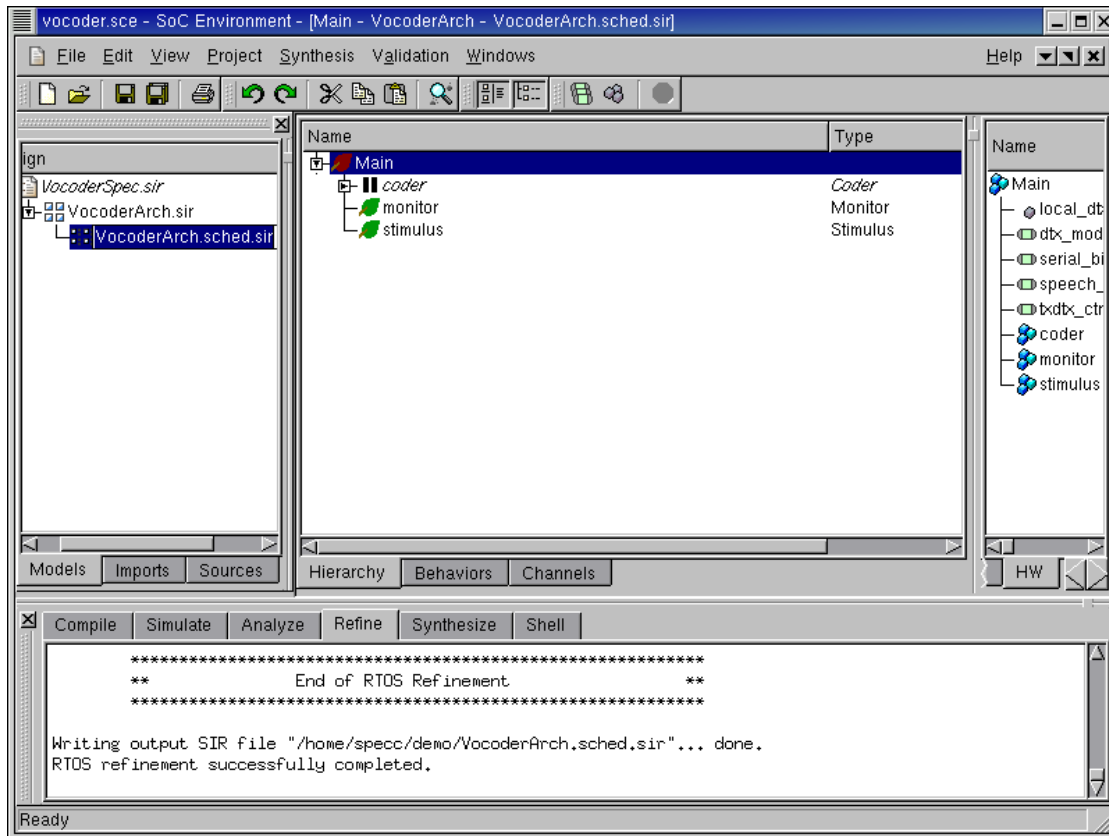 vocoder.sce - SoC Environment - [Main - VocoderArch - VocoderArch.sched.sir]
File Edit View Project Synthesis Validation Windows Help
ign
VocoderSpec.sir
VocoderArch.sir
VocoderArch.sched.sir
Models Imports Sources
Name Type
Main
coder Coder
monitor Monitor
stimulus Stimulus
Hierarchy Behaviors Channels
Name
Main
local_dt
dtx_mod
serial_bi
speech_
txdtx_ctr
coder
monitor
stimulus
HW
Compile Simulate Analyze Refine Synthesize Shell
***********************************************************
** End of RTOS Refinement **
***********************************************************
Writing output SIR file "/home/specc/demo/VocoderArch.sched.sir"... done.
RTOS refinement successfully completed.
Ready